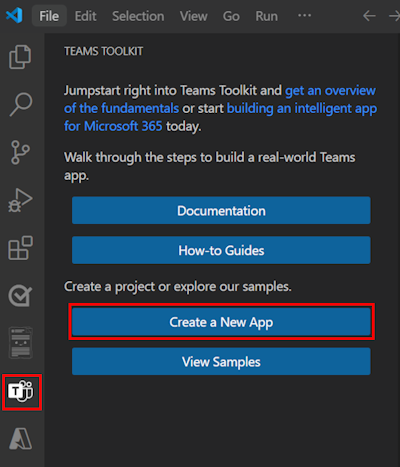 File Edit Selection View Go Run ...
TEAMS TOOLKIT
Jumpstart right into Teams Toolkit and get an overview
of the fundamentals or start building an intelligent app
for Microsoft 365 today.
Walk through the steps to build a real-world Teams
app.
Documentation
How-to Guides
Create a project or explore our samples.
Create a New App
View Samples
T